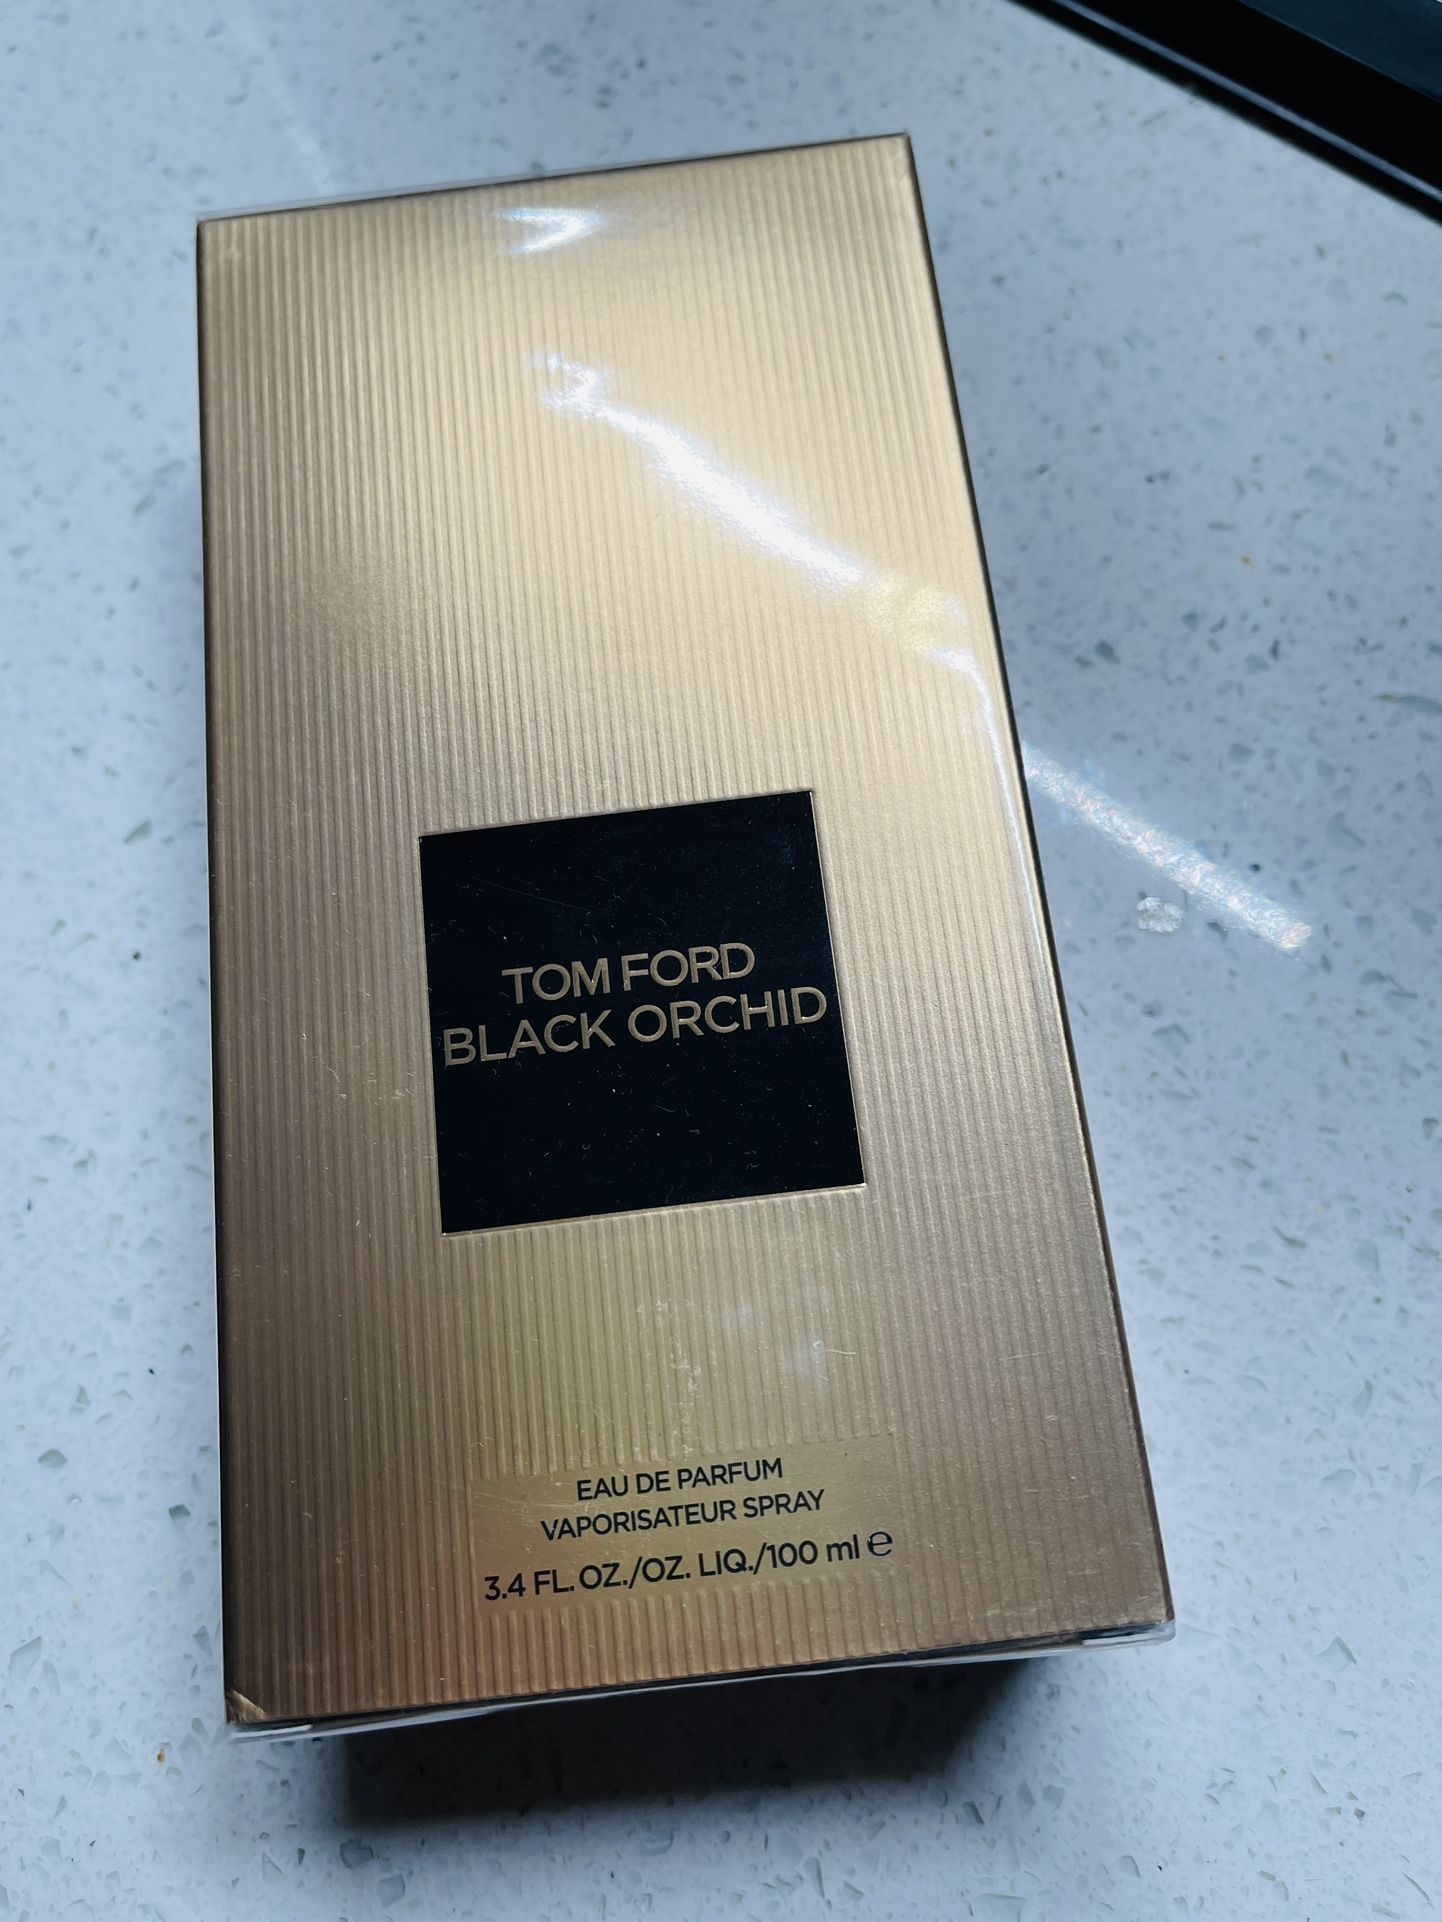 TOM FORD
BLACK ORCHID
EAU DE PARFUM
VAPORISATEUR SPRAY
3.4 FL. OZ./OZ. LIQ./100 ml ℮